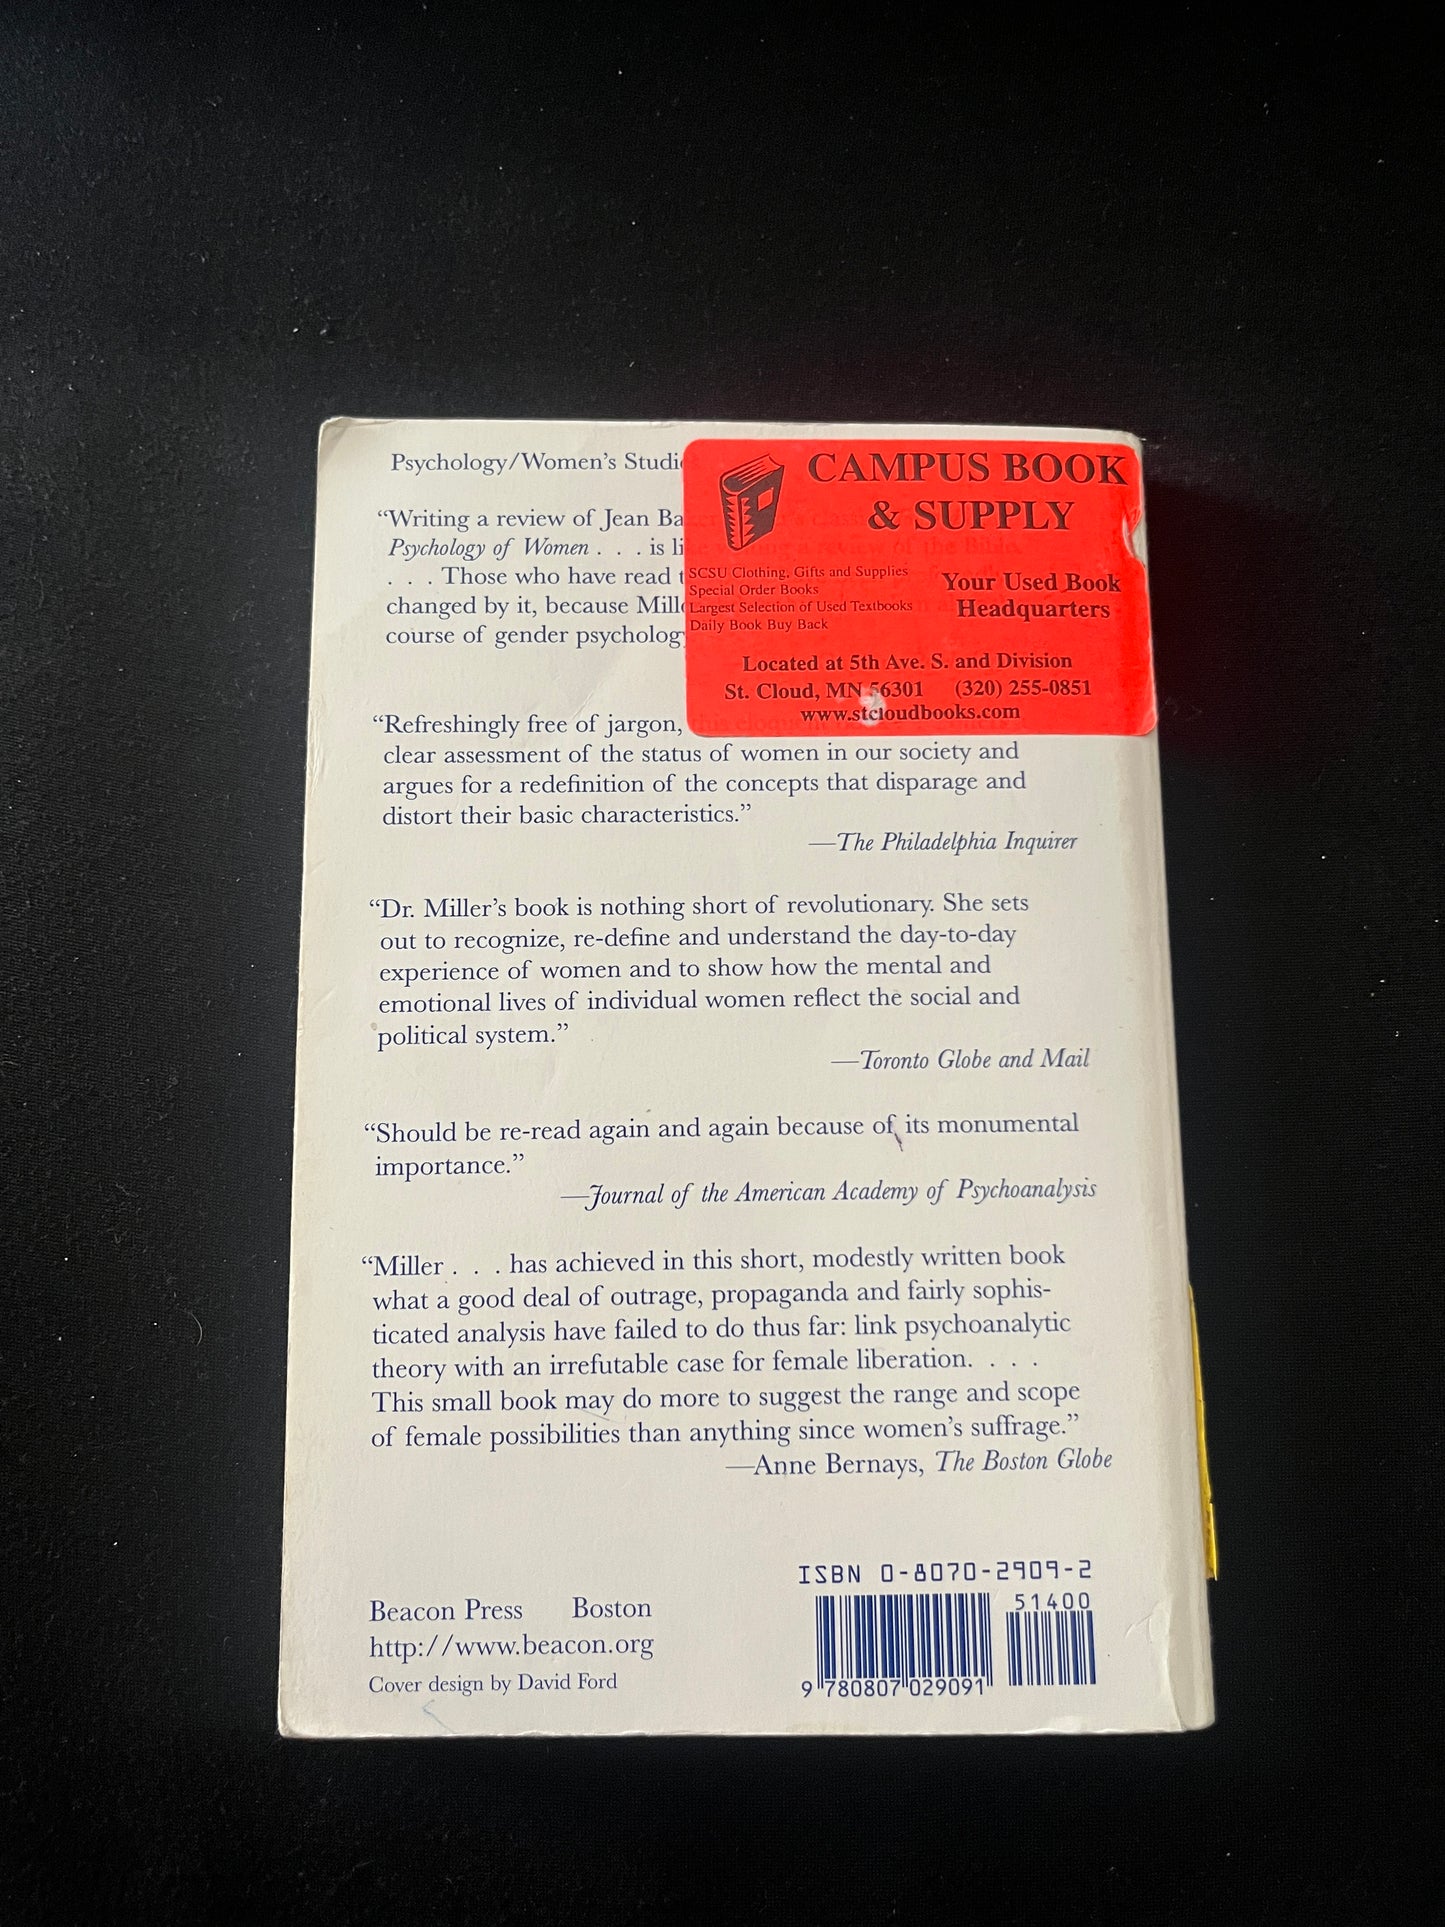 Psychology/Women's Studi
CAMPUS BOOK
& SUPPLY
SCSU Clothing, Gifts and Supplies
Special Order Books
Largest Selection of Used Textbooks
Daily Book Buy Back
Your Used Book
Headquarters
Located at 5th Ave. S. and Division
St. Cloud, MN 56301 (320) 255-0851
www.stcloudbooks.com
“Writing a review of Jean Ba
Psychology of Women . . . is li
. . . Those who have read
changed by it, because Mill
course of gender psycholog
“Refreshingly free of jargon, this
clear assessment of the status of women in our society and
argues for a redefinition of the concepts that disparage and
distort their basic characteristics.”
—The Philadelphia Inquirer
“Dr. Miller’s book is nothing short of revolutionary. She sets
out to recognize, re-define and understand the day-to-day
experience of women and to show how the mental and
emotional lives of individual women reflect the social and
political system.”
—Toronto Globe and Mail
“Should be re-read again and again because of its monumental
importance.”
—Journal of the American Academy of Psychoanalysis
“Miller . . . has achieved in this short, modestly written book
what a good deal of outrage, propaganda and fairly sophis-
ticated analysis have failed to do thus far: link psychoanalytic
theory with an irrefutable case for female liberation. . . .
This small book may do more to suggest the range and scope
of female possibilities than anything since women’s suffrage.”
—Anne Bernays, The Boston Globe
Beacon Press Boston
http://www.beacon.org
Cover design by David Ford
ISBN 0-8070-2909-2
51400
9 780807 029091